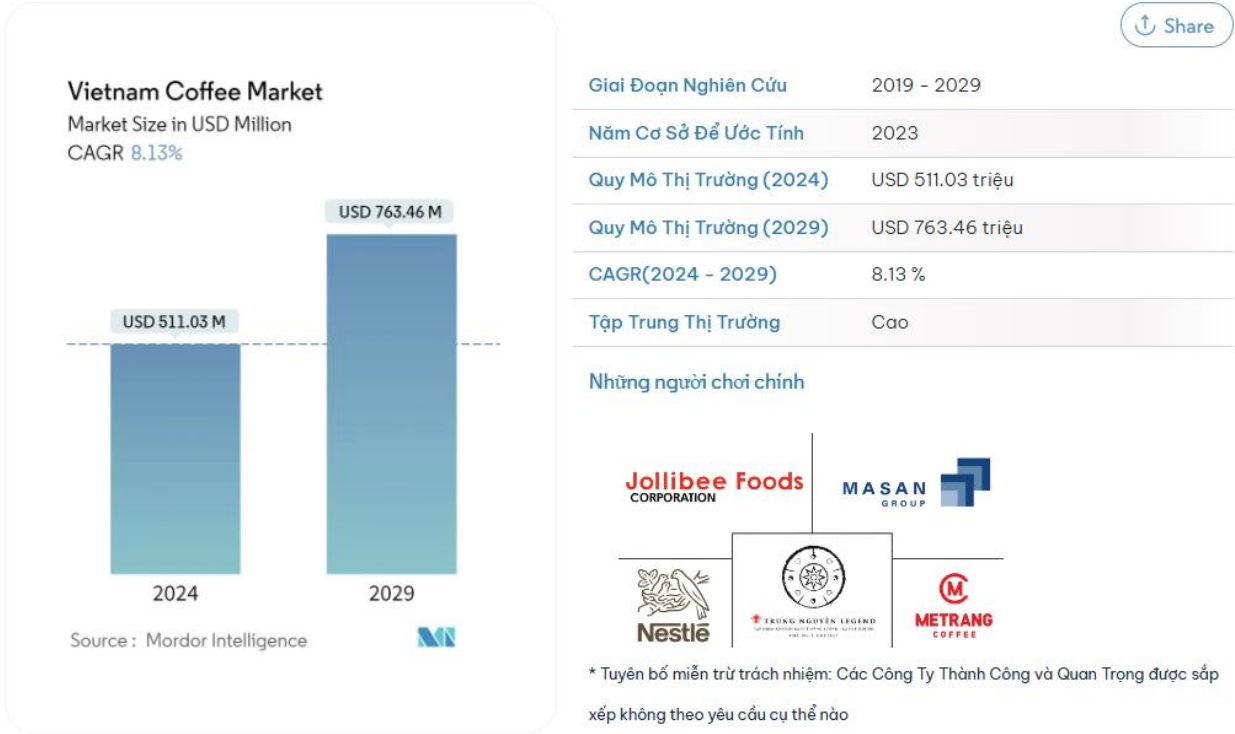 Share
Vietnam Coffee Market
Market Size in USD Million
CAGR 8.13%
USD 763.46 M
USD 511.03 M
2024
2029
Source : Mordor Intelligence
Giai Đoạn Nghiên Cứu 2019 - 2029
Năm Cơ Sở Để Ước Tính 2023
Quy Mô Thị Trường (2024) USD 511.03 triệu
Quy Mô Thị Trường (2029) USD 763.46 triệu
CAGR(2024 - 2029) 8.13 %
Tập Trung Thị Trường Cao
Những người chơi chính
Jollibee Foods
CORPORATION
MASAN
GROUP
Nestlé
TRUNG NGUYÊN LEGEND
METRANG
COFFEE
* Tuyên bố miễn trừ trách nhiệm: Các Công Ty Thành Công và Quan Trọng được sắp
xếp không theo yêu cầu cụ thể nào